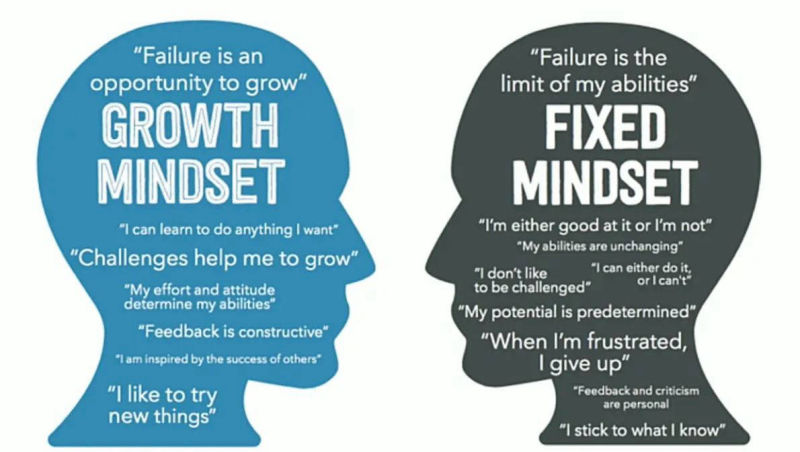 "Failure is an
opportunity to grow"
GROWTH
MINDSET
"I can learn to do anything I want"
"Challenges help me to grow"
"My effort and attitude
determine my abilities"
"Feedback is constructive"
"I am inspired by the success of others"
"I like to try
new things"
"Failure is the
limit of my abilities"
FIXED
MINDSET
"I'm either good at it or I'm not"
"My abilities are unchanging"
"I don't like
to be challenged"
"I can either do it,
or I can't"
"My potential is predetermined"
"When I'm frustrated,
I give up"
"Feedback and criticism
are personal
"I stick to what I know"